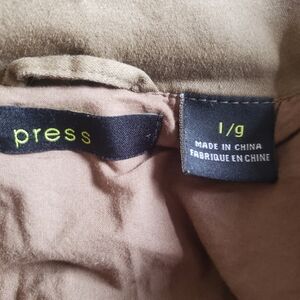 press
l/g
MADE IN CHINA
FABRIQUE EN CHINE